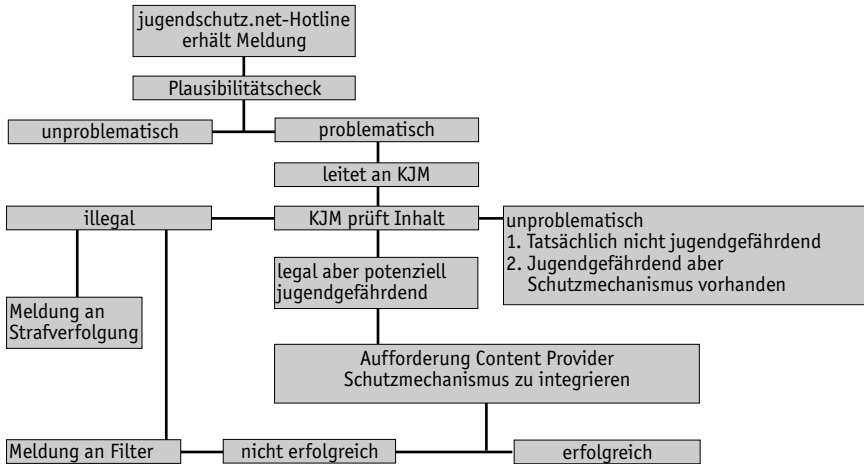 jugendschutz.net-Hotline
erhält Meldung
Plausibilitätscheck
unproblematisch
problematisch
leitet an KJM
illegal
KJM prüft Inhalt
unproblematisch
1. Tatsächlich nicht jugendgefährdend
2. Jugendgefährdend aber
Schutzmechanismus vorhanden
legal aber potenziell
jugendgefährdend
Meldung an
Strafverfolgung
Aufforderung Content Provider
Schutzmechanismus zu integrieren
Meldung an Filter
nicht erfolgreich
erfolgreich